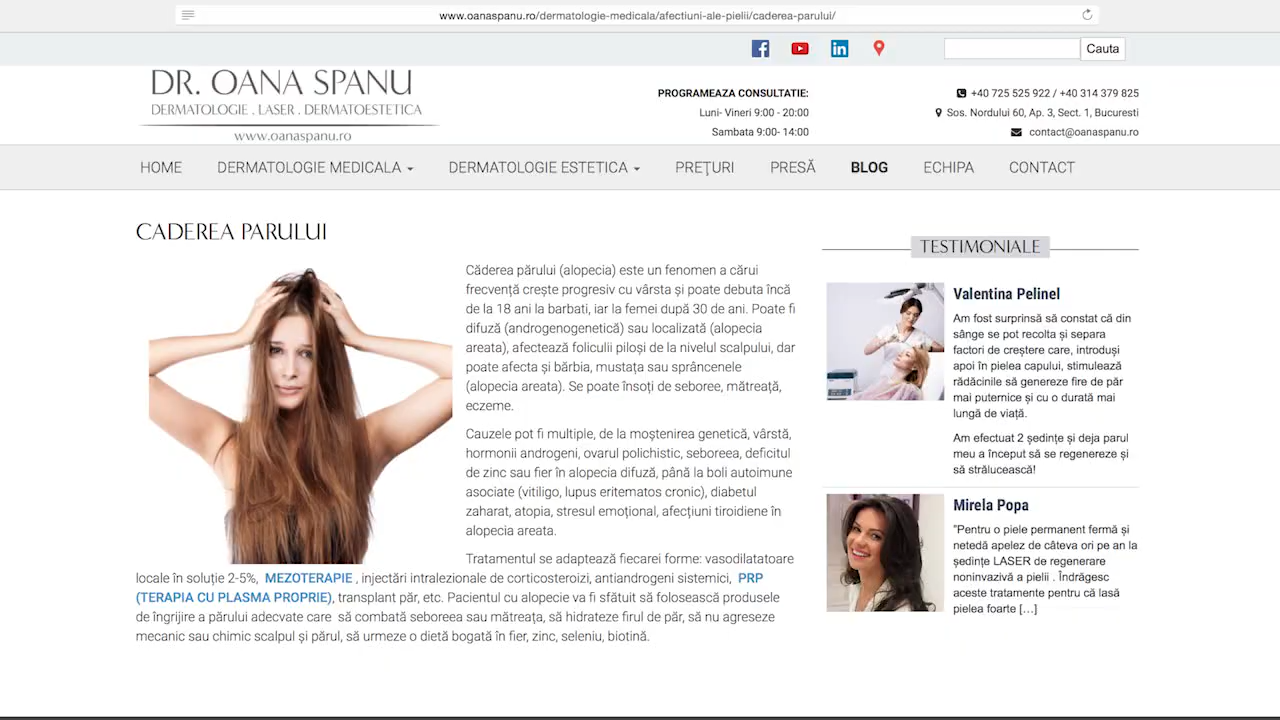 www.oanaspanu.ro/dermatologie-medicala/afectiuni-ale-pielii/caderea-parului/
Cauta
DR. OANA SPANU
DERMATOLOGIE . LASER . DERMATOESTETICA
www.oanaspanu.ro
PROGRAMEAZA CONSULTATIE:
Luni- Vineri 9:00 - 20:00
Sambata 9:00- 14:00
+40 725 525 922 / +40 314 379 825
Sos. Nordului 60, Ap. 3, Sect. 1, Bucuresti
contact@oanaspanu.ro
HOME DERMATOLOGIE MEDICALA DERMATOLOGIE ESTETICA PREŢURI PRESĂ BLOG ECHIPA CONTACT
CADEREA PARULUI
Căderea părului (alopecia) este un fenomen a cărui
frecvență crește progresiv cu vârsta și poate debuta încă
de la 18 ani la barbati, iar la femei după 30 de ani. Poate fi
difuză (androgenogenetică) sau localizată (alopecia
areata), afectează foliculii piloși de la nivelul scalpului, dar
poate afecta și bărbia, mustața sau sprâncenele
(alopecia areata). Se poate însoți de seboree, mătreață,
eczeme.
Cauzele pot fi multiple, de la moștenirea genetică, vârstă,
hormonii androgeni, ovarul polichistic, seboreea, deficitul
de zinc sau fier în alopecia difuză, până la boli autoimune
asociate (vitiligo, lupus eritematos cronic), diabetul
zaharat, atopia, stresul emoțional, afecțiuni tiroidiene în
alopecia areata.
Tratamentul se adaptează fiecarei forme: vasodilatatoare
locale în soluție 2-5%, MEZOTERAPIE , injectări intralezionale de corticosteroizi, antiandrogeni sistemici, PRP
(TERAPIA CU PLASMA PROPRIE), transplant păr, etc. Pacientul cu alopecie va fi sfătuit să folosească produsele
de îngrijire a părului adecvate care să combată seboreea sau mătreața, să hidrateze firul de păr, să nu agreseze
mecanic sau chimic scalpul și părul, să urmeze o dietă bogată în fier, zinc, seleniu, biotină.
TESTIMONIALE
Valentina Pelinel
Am fost surprinsă să constat că din
sânge se pot recolta și separa
factori de creștere care, introduși
apoi în pielea capului, stimulează
rădăcinile să genereze fire de păr
mai puternice și cu o durată mai
lungă de viață.
Am efectuat 2 ședințe și deja parul
meu a început să se regenereze și
să strălucească!
Mirela Popa
"Pentru o piele permanent fermă și
netedă apelez de câteva ori pe an la
ședințe LASER de regenerare
noninvazivă a pielii . Îndrăgesc
aceste tratamente pentru că lasă
pielea foarte […]